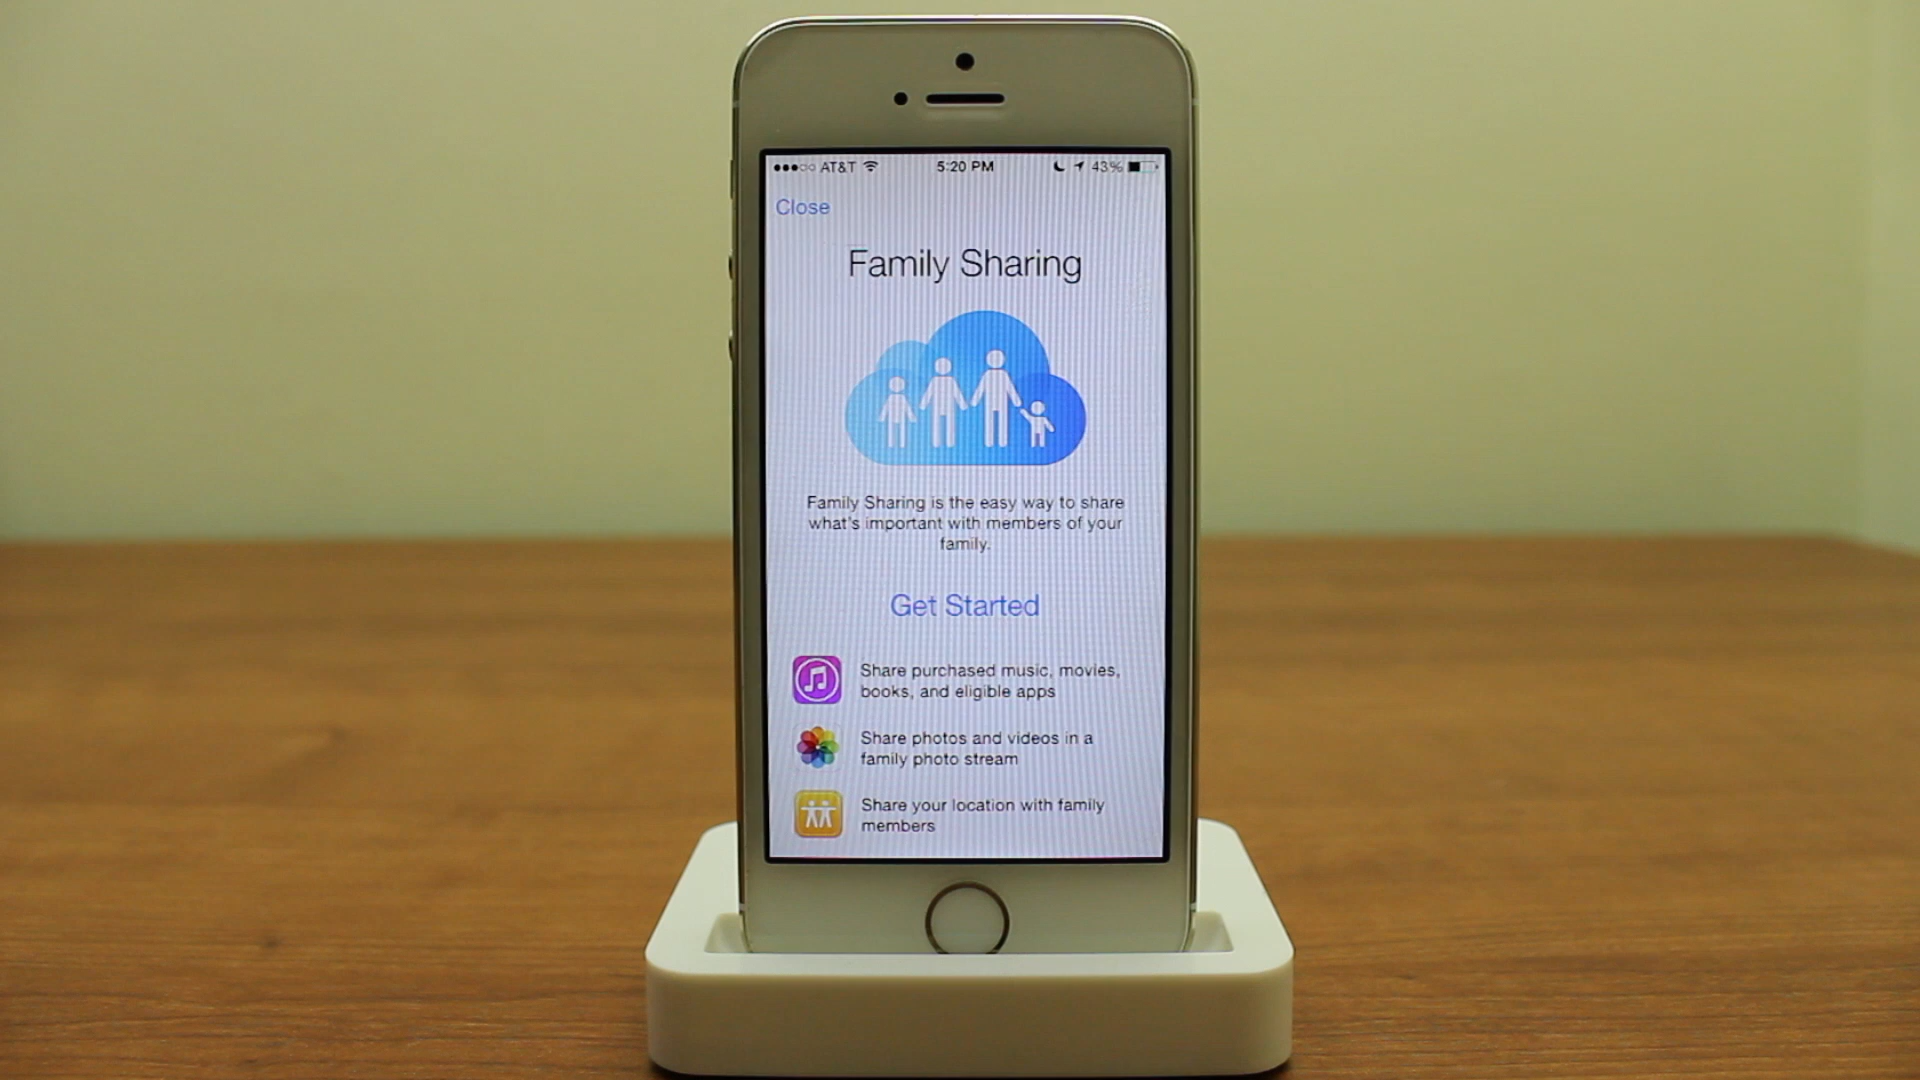 AT&T 5:20 PM 43%
Close
Family Sharing
Family Sharing is the easy way to share
what's important with members of your
family.
Get Started
Share purchased music, movies,
books, and eligible apps
Share photos and videos in a
family photo stream
Share your location with family
members